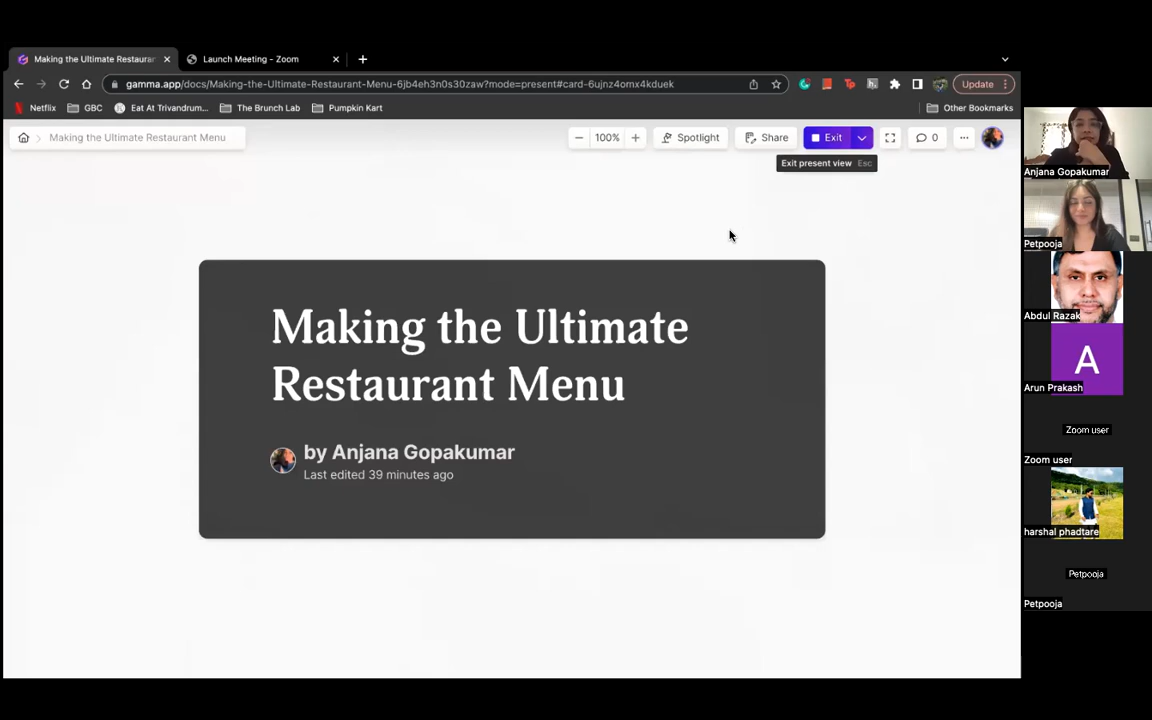 Making the Ultimate Restaurar
Launch Meeting - Zoom
gamma.app/docs/Making-the-Ultimate-Restaurant-Menu-6jb4eh3n0s30zaw?mode=present#card-6ujnz4omx4kduek
Update
Netflix
GBC
Eat At Trivandrum...
The Brunch Lab
Pumpkin Kart
Other Bookmarks
Making the Ultimate Restaurant Menu
100%
Spotlight
Share
Exit
0
Exit present view Esc
Making the Ultimate
Restaurant Menu
by Anjana Gopakumar
Last edited 39 minutes ago
Anjana Gopakumar
Petpooja
Abdul Razak
A
Arun Prakash
Zoom user
Zoom user
harshal phadtare
Petpooja
Petpooja